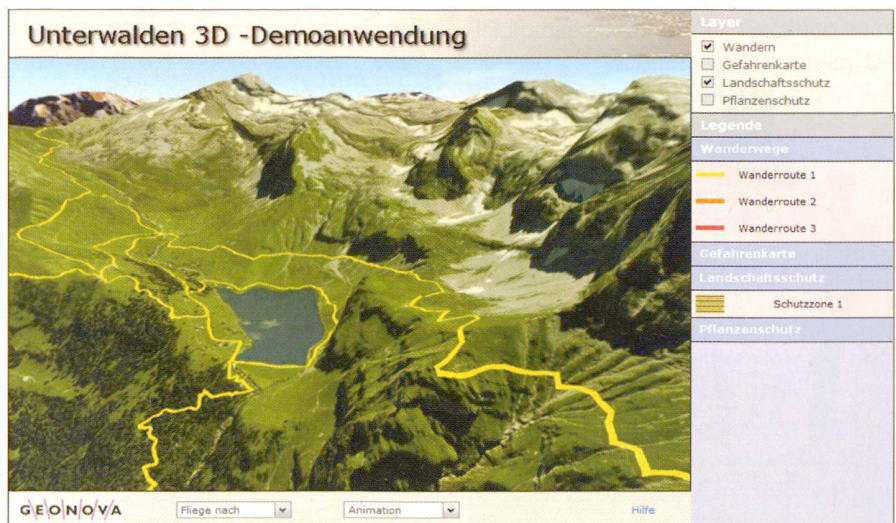 Unterwalden 3D -Demoanwendung
Layer
Wandern
Gefahrenkarte
Landschaftsschutz
Pflanzenschutz
Legende
Wanderwege
Wanderroute 1
Wanderroute 2
Wanderroute 3
Gefahrenkarte
Landschaftsschutz
Schutzzone 1
Pflanzenschutz
GEONOVA
Fliege nach
Animation
Hilfe